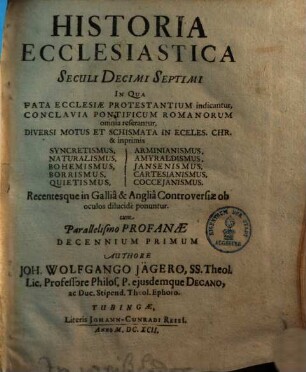 HISTORIA
ECCLESIASTICA
SECULI DECIMI SEPTIMI
IN QUA
FATA ECCLESIÆ PROTESTANTIUM indicantur,
CONCLAVIA PONTIFICUM ROMANORUM
omnia reserantur,
DIVERSI MOTUS ET SCHISMATA IN ECELES. CHR.
& inprimis
SYNCRETISMUS, ARMINIANISMUS,
NATURALISMUS, AMYRALDISMUS,
BOHEMISMUS, JANSENISMUS,
BORRISMUS, CARTESIANISMUS,
QUIETISMUS, COCCEJANISMUS.
Recentesque in Galliâ & Angliâ Controversiæ ob
oculos dilucidè ponuntur.
cum
Parallelismo PROFANÆ
DECENNIUM PRIMUM
AUTHORE
JOH. WOLFGANGO JÄGERO, SS. Theol.
Lic. Professore Philos. P. ejusdemque DECANO,
ac Duc. Stipend. Theol. Ephoro.
TUBINGÆ,
Literis JOHANN-CONRADI REISI.
ANNO M. DC. XCII.